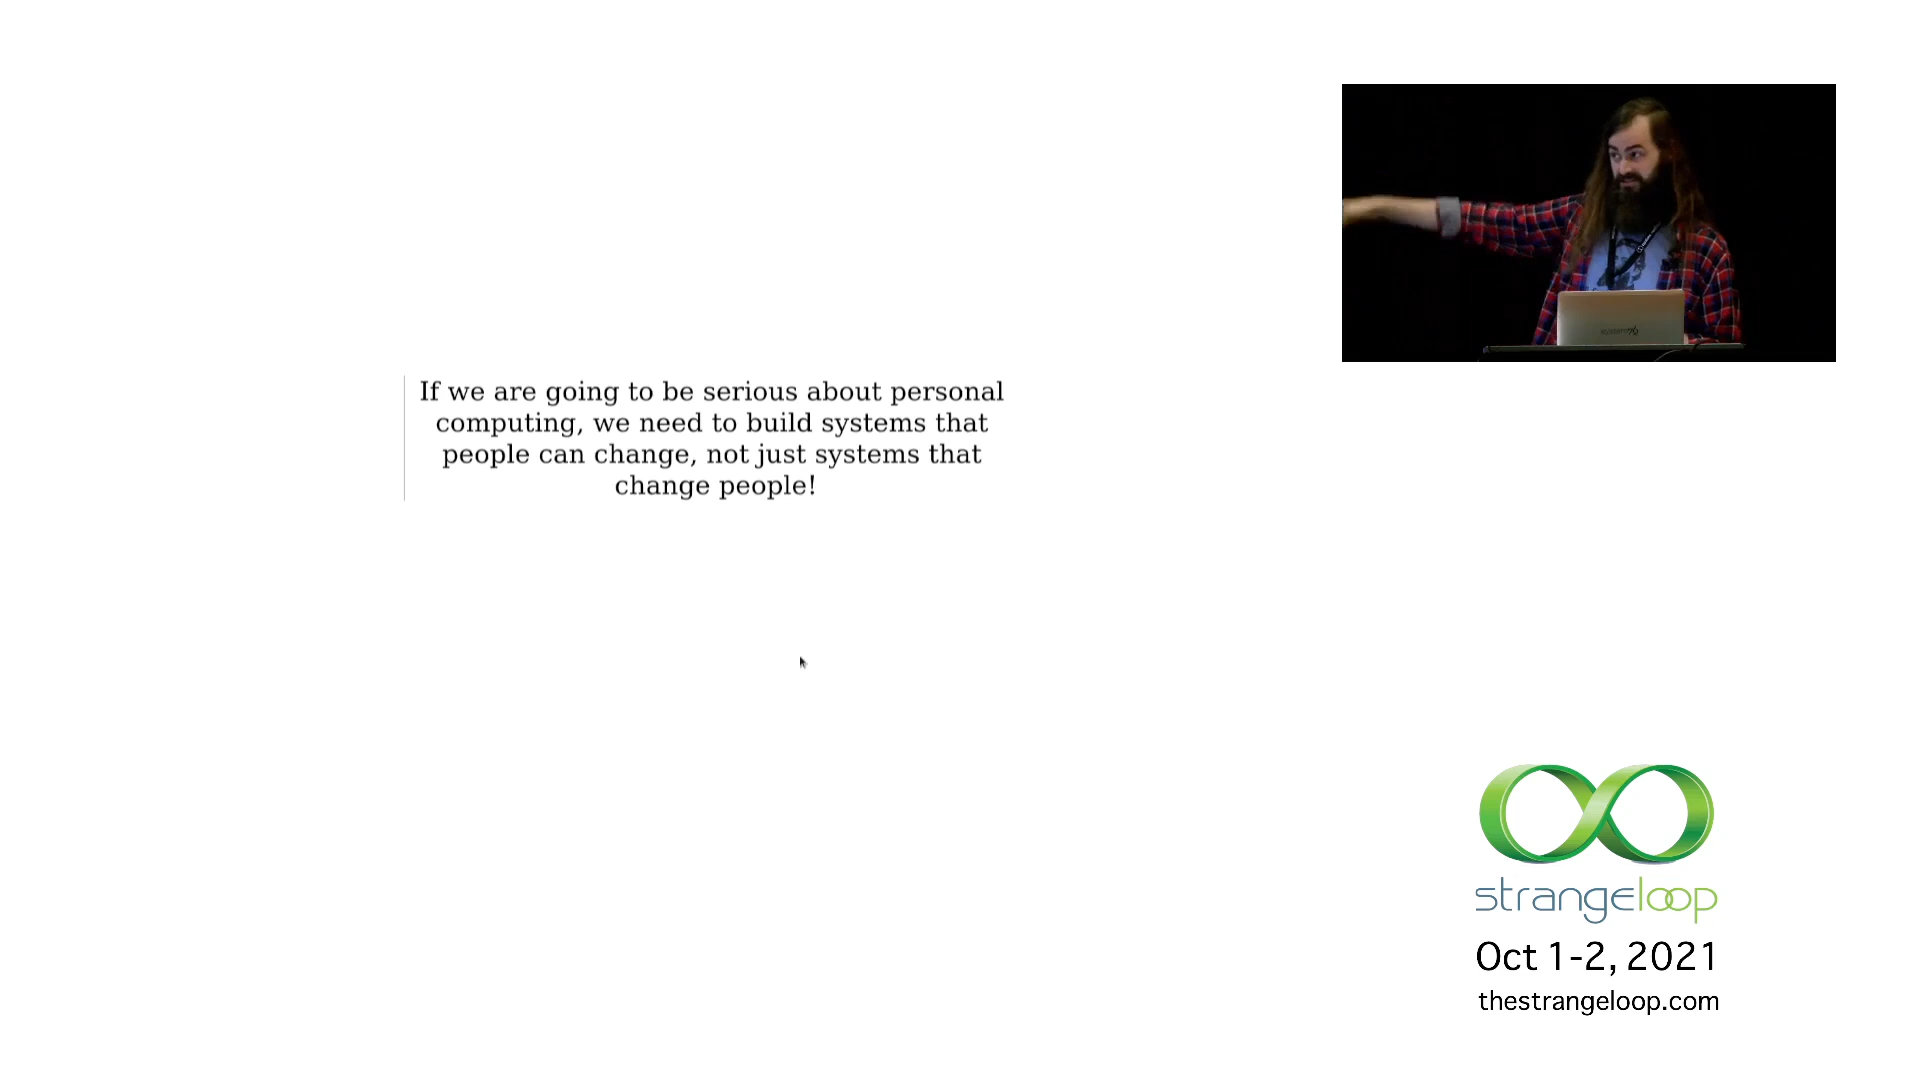 If we are going to be serious about personal
computing, we need to build systems that
people can change, not just systems that
change people!
strangeloop
Oct 1-2, 2021
thestrangeloop.com